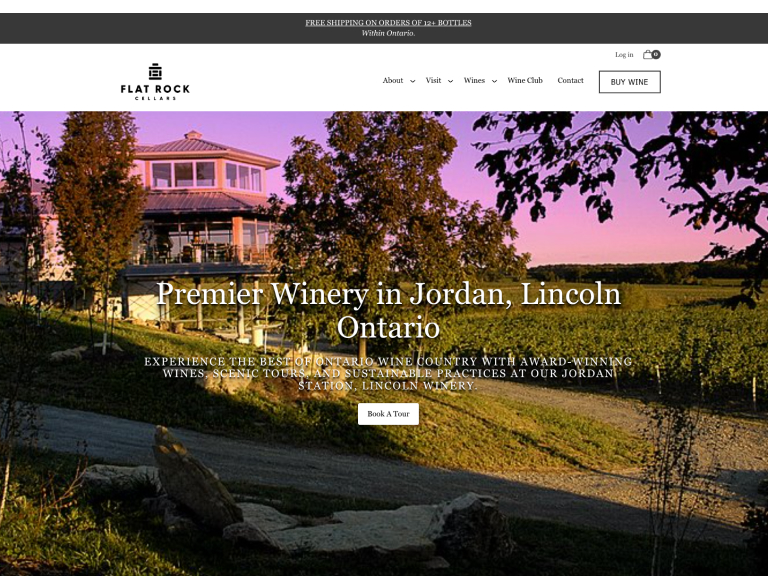 FREE SHIPPING ON ORDERS OF 12+ BOTTLES
Within Ontario.
Log in
0
FLAT ROCK
CELLARS
About
Visit
Wines
Wine Club
Contact
BUY WINE
Premier Winery in Jordan, Lincoln
Ontario
EXPERIENCE THE BEST OF ONTARIO WINE COUNTRY WITH AWARD-WINNING
WINES, SCENIC TOURS, AND SUSTAINABLE PRACTICES AT OUR JORDAN
STATION, LINCOLN WINERY.
Book A Tour